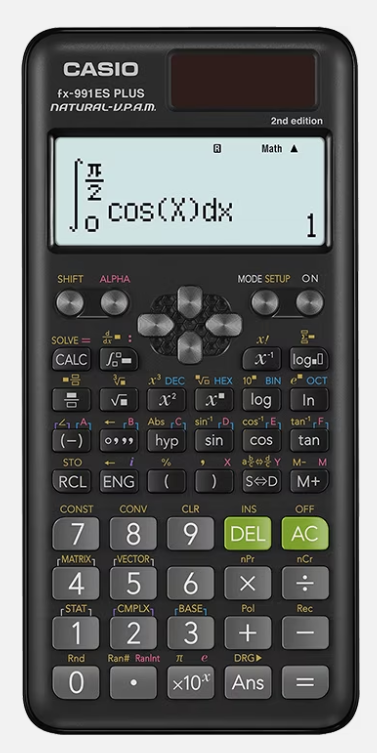 CASIO
fx-991ES PLUS
NATURAL-V.P.A.M.
2nd edition
R Math ▲
∫ π/2 0 cos(X)dx
1
SHIFT ALPHA MODE SETUP ON
SOLVE = d/dx : x! Σ
CALC ∫ x⁻¹ log
∛ x³ DEC √ HEX 10 BIN e OCT
√ x² x log ln
∠ A ← B Abs C sin⁻¹ D cos⁻¹ E tan⁻¹ F
(−) hyp sin cos tan
STO ← i % , X Y M− M
RCL ENG ( ) S⇔D M+
CONST CONV CLR INS OFF
7 8 9 DEL AC
MATRIX VECTOR nPr nCr
4 5 6 × ÷
STAT CMPLX BASE Pol Rec
1 2 3 + −
Rnd Ran# RanInt π e DRG▶
0 . ×10ˣ Ans =